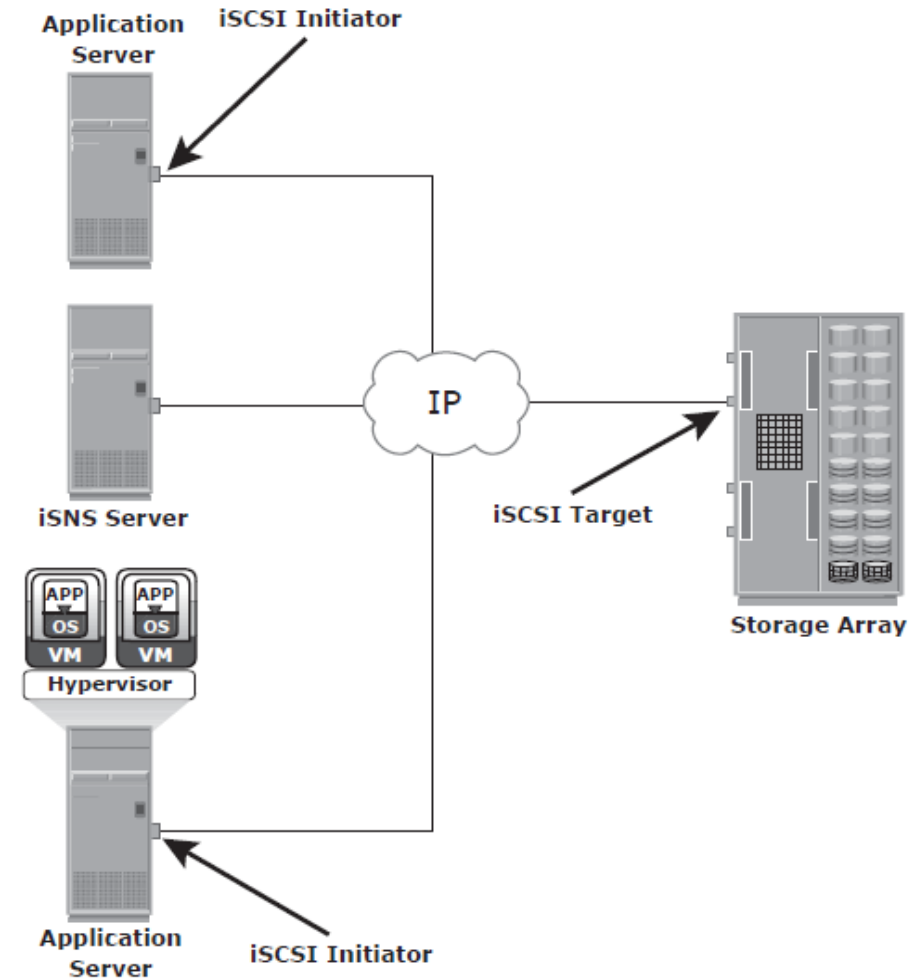 Application
Server
iSCSI Initiator
IP
iSNS Server
iSCSI Target
Storage Array
APP
OS
VM
APP
OS
VM
Hypervisor
Application
Server
iSCSI Initiator